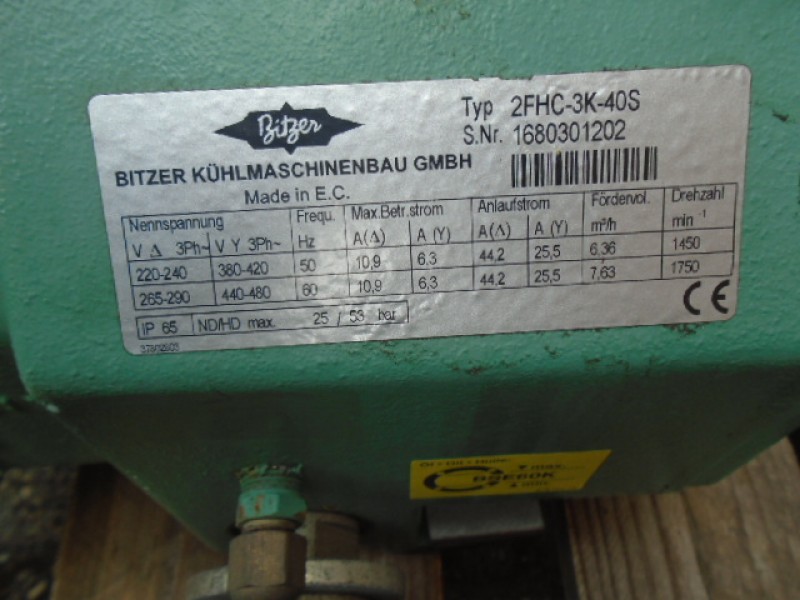 Bitzer
Typ 2FHC-3K-40S
S.Nr. 1680301202
BITZER KÜHLMASCHINENBAU GMBH
Made in E.C.
Nennspannung Frequ. Max.Betr.strom Anlaufstrom Fördervol. Drehzahl
V Δ 3Ph~ V Y 3Ph~ Hz A(Δ) A (Y) A(Δ) A (Y) m³/h min -1
220-240 380-420 50 10,9 6,3 44,2 25,5 6,36 1450
265-290 440-480 60 10,9 6,3 44,2 25,5 7,63 1750
IP 65 ND/HD max. 25 / 53 bar
CE
37802603
max.
BSE60K